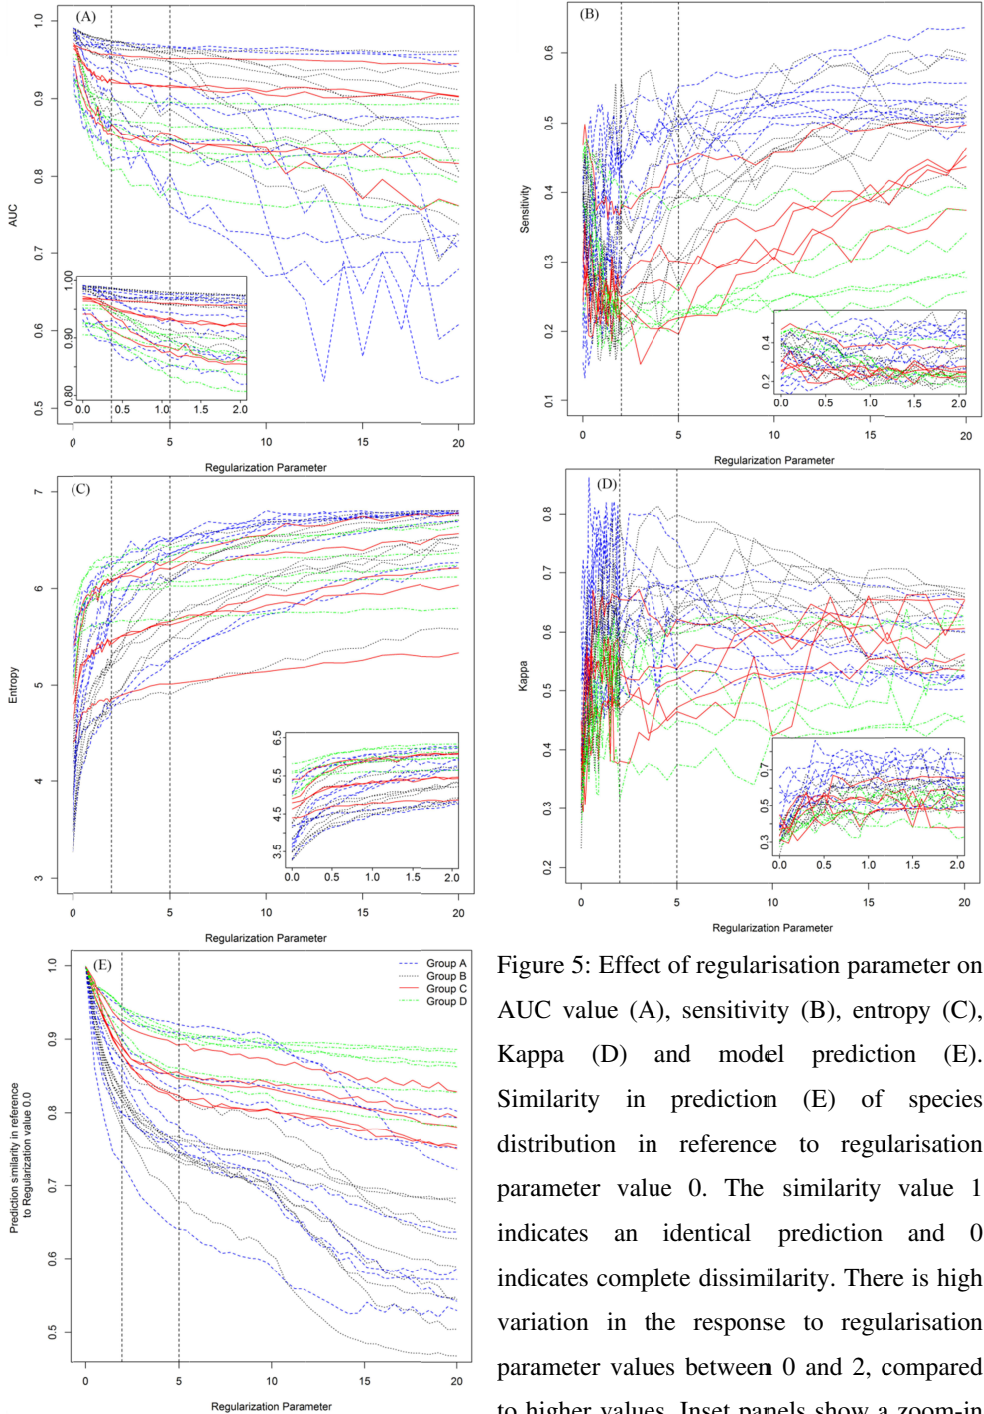 (A)
1.0
0.9
0.8
0.7
0.6
0.5
AUC
1.00
0.90
0.80
0.0 0.5 1.0 1.5 2.0
0 5 10 15 20
Regularization Parameter
(B)
0.6
0.5
0.4
0.3
0.2
0.1
Sensitivity
0.4
0.2
0.0 0.5 1.0 1.5 2.0
0 5 10 15 20
Regularization Parameter
(C)
7
6
5
4
3
Entropy
6.5
5.5
4.5
3.5
0.0 0.5 1.0 1.5 2.0
0 5 10 15 20
Regularization Parameter
(D)
0.8
0.7
0.6
0.5
0.4
0.3
0.2
Kappa
0.7
0.5
0.3
0.0 0.5 1.0 1.5 2.0
0 5 10 15 20
Regularization Parameter
(E)
1.0
0.9
0.8
0.7
0.6
0.5
Prediction similarity in reference
to Regularization value 0.0
Group A
Group B
Group C
Group D
0 5 10 15 20
Regularization Parameter
Figure 5: Effect of regularisation parameter on
AUC value (A), sensitivity (B), entropy (C),
Kappa (D) and model prediction (E).
Similarity in prediction (E) of species
distribution in reference to regularisation
parameter value 0. The similarity value 1
indicates an identical prediction and 0
indicates complete dissimilarity. There is high
variation in the response to regularisation
parameter values between 0 and 2, compared
to higher values. Inset panels show a zoom-in